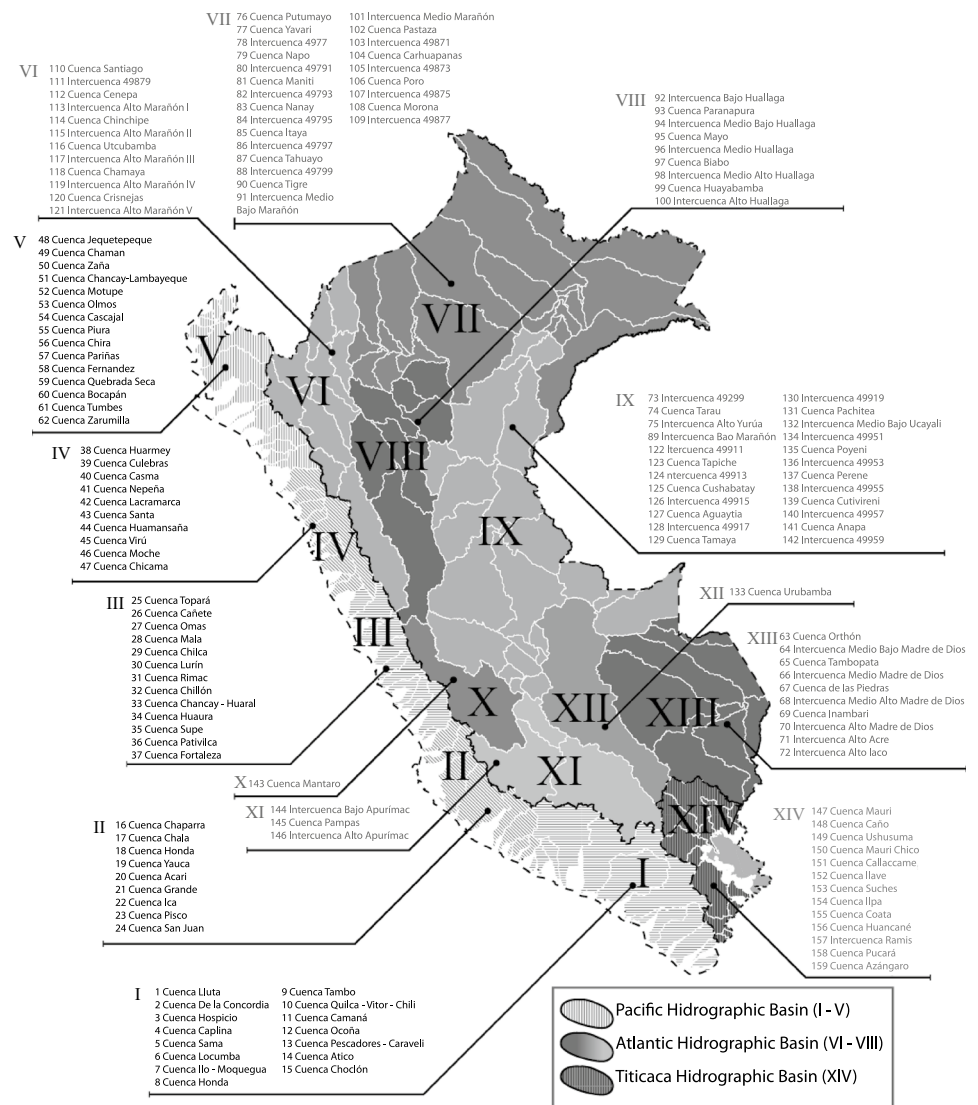 VII
76 Cuenca Putumayo
77 Cuenca Yavari
78 Intercuenca 4977
79 Cuenca Napo
80 Intercuenca 49791
81 Cuenca Maniti
82 Intercuenca 49793
83 Cuenca Nanay
84 Intercuenca 49795
85 Cuenca Itaya
86 Intercuenca 49797
87 Cuenca Tahuayo
88 Intercuenca 49799
90 Cuenca Tigre
91 Intercuenca Medio
Bajo Marañón
101 Intercuenca Medio Marañón
102 Cuenca Pastaza
103 Intercuenca 49871
104 Cuenca Carhuapanas
105 Intercuenca 49873
106 Cuenca Poro
107 Intercuenca 49875
108 Cuenca Morona
109 Intercuenca 49877
VI
110 Cuenca Santiago
111 Intercuenca 49879
112 Cuenca Cenepa
113 Intercuenca Alto Marañón I
114 Cuenca Chinchipe
115 Intercuenca Alto Marañón II
116 Cuenca Utcubamba
117 Intercuenca Alto Marañón III
118 Cuenca Chamaya
119 Intercuenca Alto Marañón IV
120 Cuenca Crisnejas
121 Intercuenca Alto Marañón V
VIII
92 Intercuenca Bajo Huallaga
93 Cuenca Paranapura
94 Intercuenca Medio Bajo Huallaga
95 Cuenca Mayo
96 Intercuenca Medio Huallaga
97 Cuenca Biabo
98 Intercuenca Medio Alto Huallaga
99 Cuenca Huayabamba
100 Intercuenca Alto Huallaga
V
48 Cuenca Jequetepeque
49 Cuenca Chaman
50 Cuenca Zaña
51 Cuenca Chancay-Lambayeque
52 Cuenca Motupe
53 Cuenca Olmos
54 Cuenca Cascajal
55 Cuenca Piura
56 Cuenca Chira
57 Cuenca Pariñas
58 Cuenca Fernandez
59 Cuenca Quebrada Seca
60 Cuenca Bocapán
61 Cuenca Tumbes
62 Cuenca Zarumilla
VII
V
VI
VIII
IX
IV
III
X
XII
XIII
II
XI
XIV
I
IX
73 Intercuenca 49299
74 Cuenca Tarau
75 Intercuenca Alto Yurúa
89 Intercuenca Bao Marañón
122 Itercuenca 49911
123 Cuenca Tapiche
124 ntercuenca 49913
125 Cuenca Cushabatay
126 Intercuenca 49915
127 Cuenca Aguaytia
128 Intercuenca 49917
129 Cuenca Tamaya
130 Intercuenca 49919
131 Cuenca Pachitea
132 Intercuenca Medio Bajo Ucayali
134 Intercuenca 49951
135 Cuenca Poyeni
136 Intercuenca 49953
137 Cuenca Perene
138 Intercuenca 49955
139 Cuenca Cutivireni
140 Intercuenca 49957
141 Cuenca Anapa
142 Intercuenca 49959
IV
38 Cuenca Huarmey
39 Cuenca Culebras
40 Cuenca Casma
41 Cuenca Nepeña
42 Cuenca Lacramarca
43 Cuenca Santa
44 Cuenca Huamansaña
45 Cuenca Virú
46 Cuenca Moche
47 Cuenca Chicama
III
25 Cuenca Topará
26 Cuenca Cañete
27 Cuenca Omas
28 Cuenca Mala
29 Cuenca Chilca
30 Cuenca Lurín
31 Cuenca Rimac
32 Cuenca Chillón
33 Cuenca Chancay - Huaral
34 Cuenca Huaura
35 Cuenca Supe
36 Cuenca Pativilca
37 Cuenca Fortaleza
XII 133 Cuenca Urubamba
XIII
63 Cuenca Orthón
64 Intercuenca Medio Bajo Madre de Dios
65 Cuenca Tambopata
66 Intercuenca Medio Madre de Dios
67 Cuenca de las Piedras
68 Intercuenca Medio Alto Madre de Dios
69 Cuenca Inambari
70 Intercuenca Alto Madre de Dios
71 Intercuenca Alto Acre
72 Intercuenca Alto Iaco
X 143 Cuenca Mantaro
XI
144 Intercuenca Bajo Apurímac
145 Cuenca Pampas
146 Intercuenca Alto Apurímac
II
16 Cuenca Chaparra
17 Cuenca Chala
18 Cuenca Honda
19 Cuenca Yauca
20 Cuenca Acari
21 Cuenca Grande
22 Cuenca Ica
23 Cuenca Pisco
24 Cuenca San Juan
XIV
147 Cuenca Mauri
148 Cuenca Caño
149 Cuenca Ushusuma
150 Cuenca Mauri Chico
151 Cuenca Callaccame
152 Cuenca Ilave
153 Cuenca Suches
154 Cuenca Ilpa
155 Cuenca Coata
156 Cuenca Huancané
157 Intercuenca Ramis
158 Cuenca Pucará
159 Cuenca Azángaro
I
1 Cuenca Lluta
2 Cuenca De la Concordia
3 Cuenca Hospicio
4 Cuenca Caplina
5 Cuenca Sama
6 Cuenca Locumba
7 Cuenca Ilo - Moquegua
8 Cuenca Honda
9 Cuenca Tambo
10 Cuenca Quilca - Vitor - Chili
11 Cuenca Camaná
12 Cuenca Ocoña
13 Cuenca Pescadores - Caraveli
14 Cuenca Atico
15 Cuenca Choclón
Pacific Hidrographic Basin (I - V)
Atlantic Hidrographic Basin (VI - VIII)
Titicaca Hidrographic Basin (XIV)